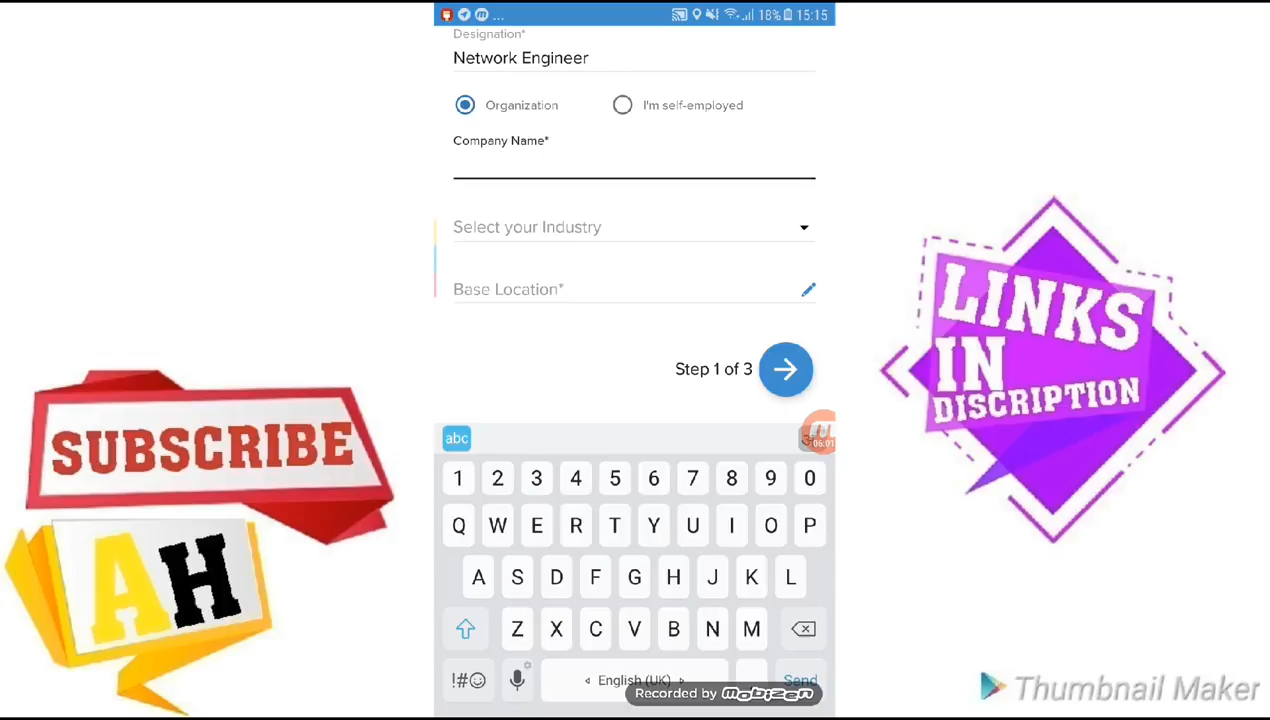 ... 18% 15:15
Designation*
Network Engineer
Organization I'm self-employed
Company Name*
Select your Industry
Base Location*
Step 1 of 3
LINKS
IN
DISCRIPTION
SUBSCRIBE
AH
abc
06:01
1 2 3 4 5 6 7 8 9 0
Q W E R T Y U I O P
A S D F G H J K L
Z X C V B N M
!#☺ English (UK) Send
Recorded by mobizen
Thumbnail Maker